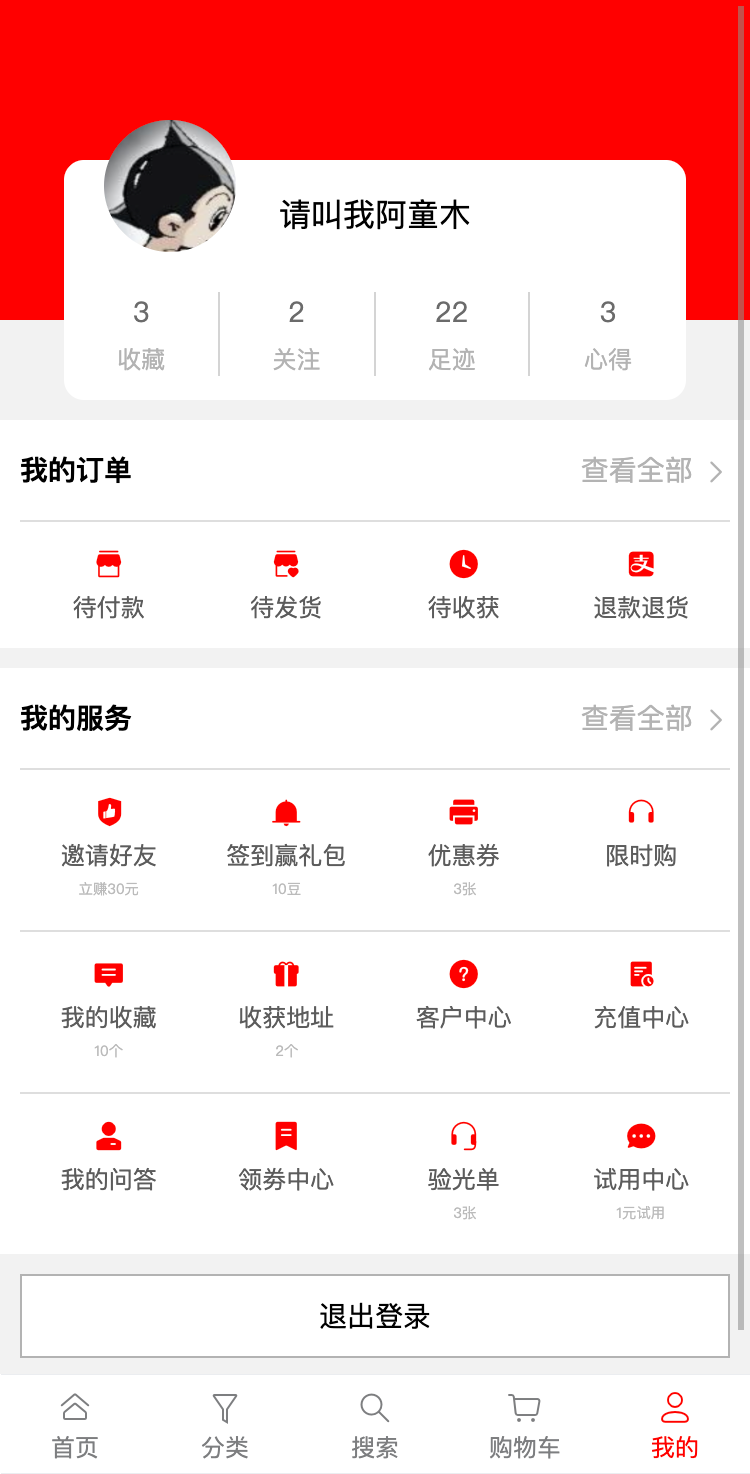 请叫我阿童木
3 2 22 3
收藏 关注 足迹 心得
我的订单 查看全部
待付款 待发货 待收获 退款退货
我的服务 查看全部
邀请好友 签到赢礼包 优惠券 限时购
立赚30元 10豆 3张
我的收藏 收获地址 客户中心 充值中心
10个 2个
我的问答 领券中心 验光单 试用中心
3张 1元试用
退出登录
首页 分类 搜索 购物车 我的